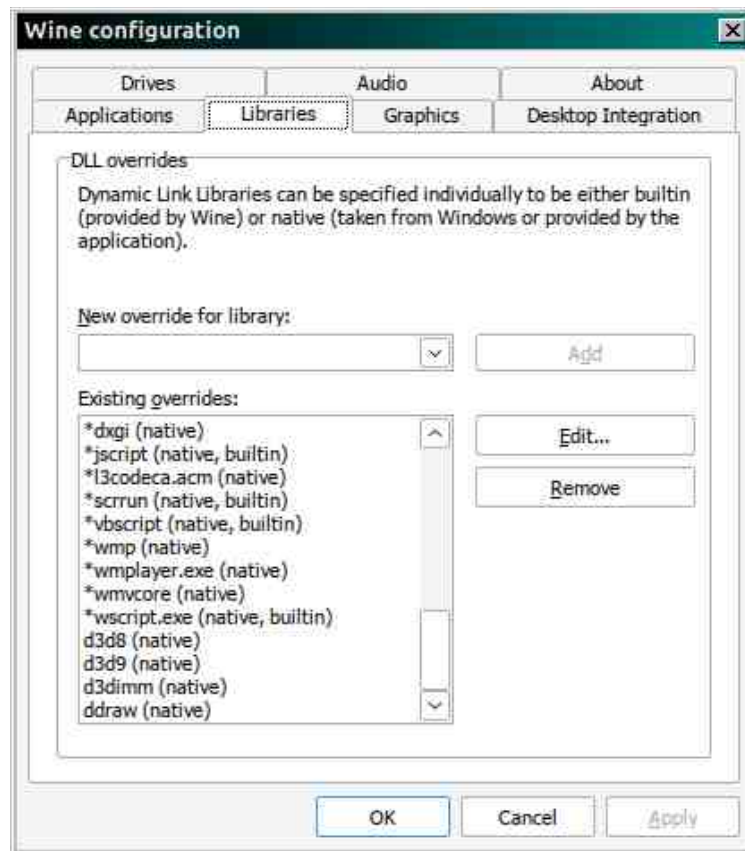 Wine configuration
Drives
Audio
About
Applications
Libraries
Graphics
Desktop Integration
DLL overrides
Dynamic Link Libraries can be specified individually to be either builtin
(provided by Wine) or native (taken from Windows or provided by the
application).
New override for library:
Add
Existing overrides:
*dxgi (native)
*jscript (native, builtin)
*l3codeca.acm (native)
*scrrun (native, builtin)
*vbscript (native, builtin)
*wmp (native)
*wmplayer.exe (native)
*wmvcore (native)
*wscript.exe (native, builtin)
d3d8 (native)
d3d9 (native)
d3dimm (native)
ddraw (native)
Edit...
Remove
OK
Cancel
Apply